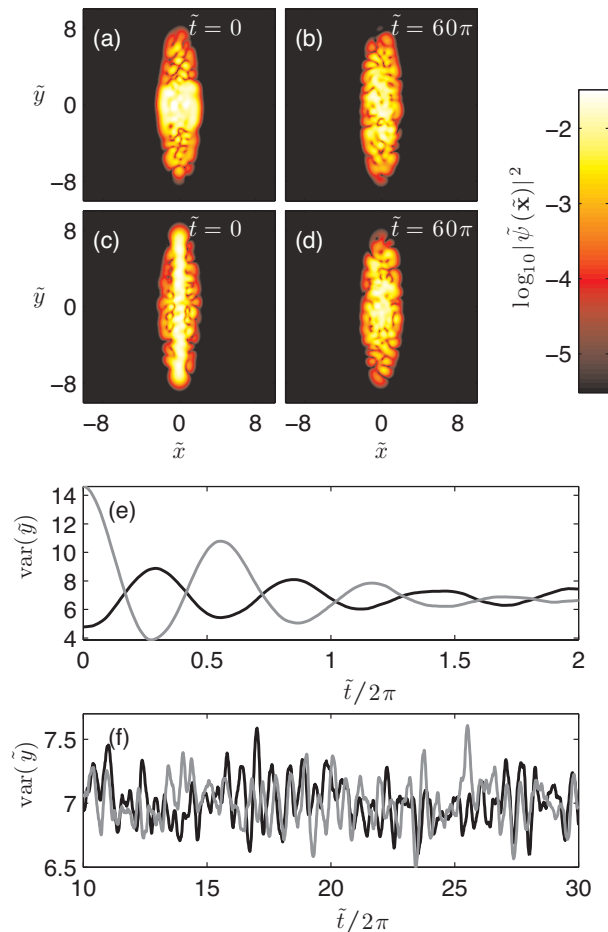 8
(a) t̃ = 0
(b) t̃ = 60π
ỹ 0
−8
8
(c) t̃ = 0
(d) t̃ = 60π
ỹ 0
−8
−8 0 8 −8 0 8
x̃ x̃
−2
−3
−4
−5
log₁₀|ψ̃(x̃)|²
14
12
10
8
6
4
(e)
var(ỹ)
0 0.5 1 1.5 2
t̃/2π
7.5
7
6.5
(f)
var(ỹ)
10 15 20 25 30
t̃/2π